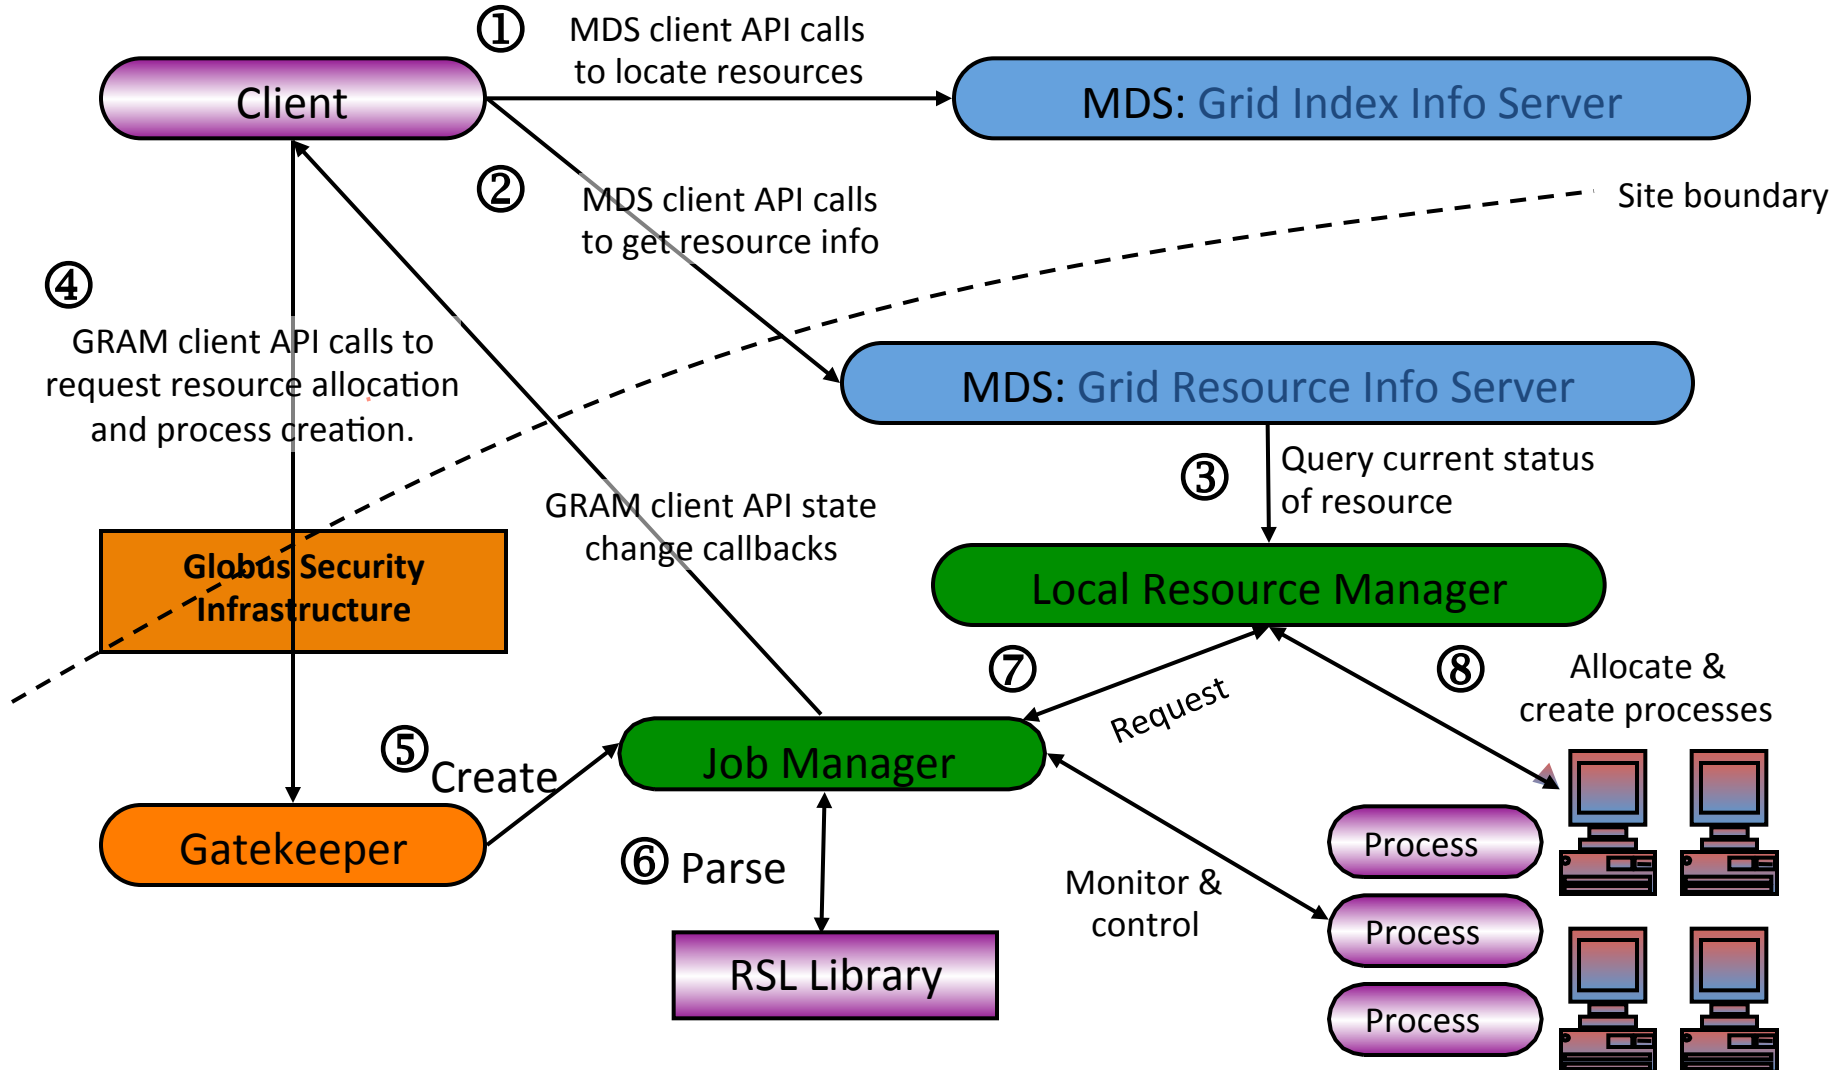 ①
MDS client API calls
to locate resources
Client
MDS: Grid Index Info Server
②
MDS client API calls
to get resource info
Site boundary
④
GRAM client API calls to
request resource allocation
and process creation.
MDS: Grid Resource Info Server
③
Query current status
of resource
GRAM client API state
change callbacks
Globus Security
Infrastructure
Local Resource Manager
⑦
Request
⑧
Allocate &
create processes
⑤
Create
Job Manager
Gatekeeper
⑥ Parse
Monitor &
control
Process
Process
Process
RSL Library